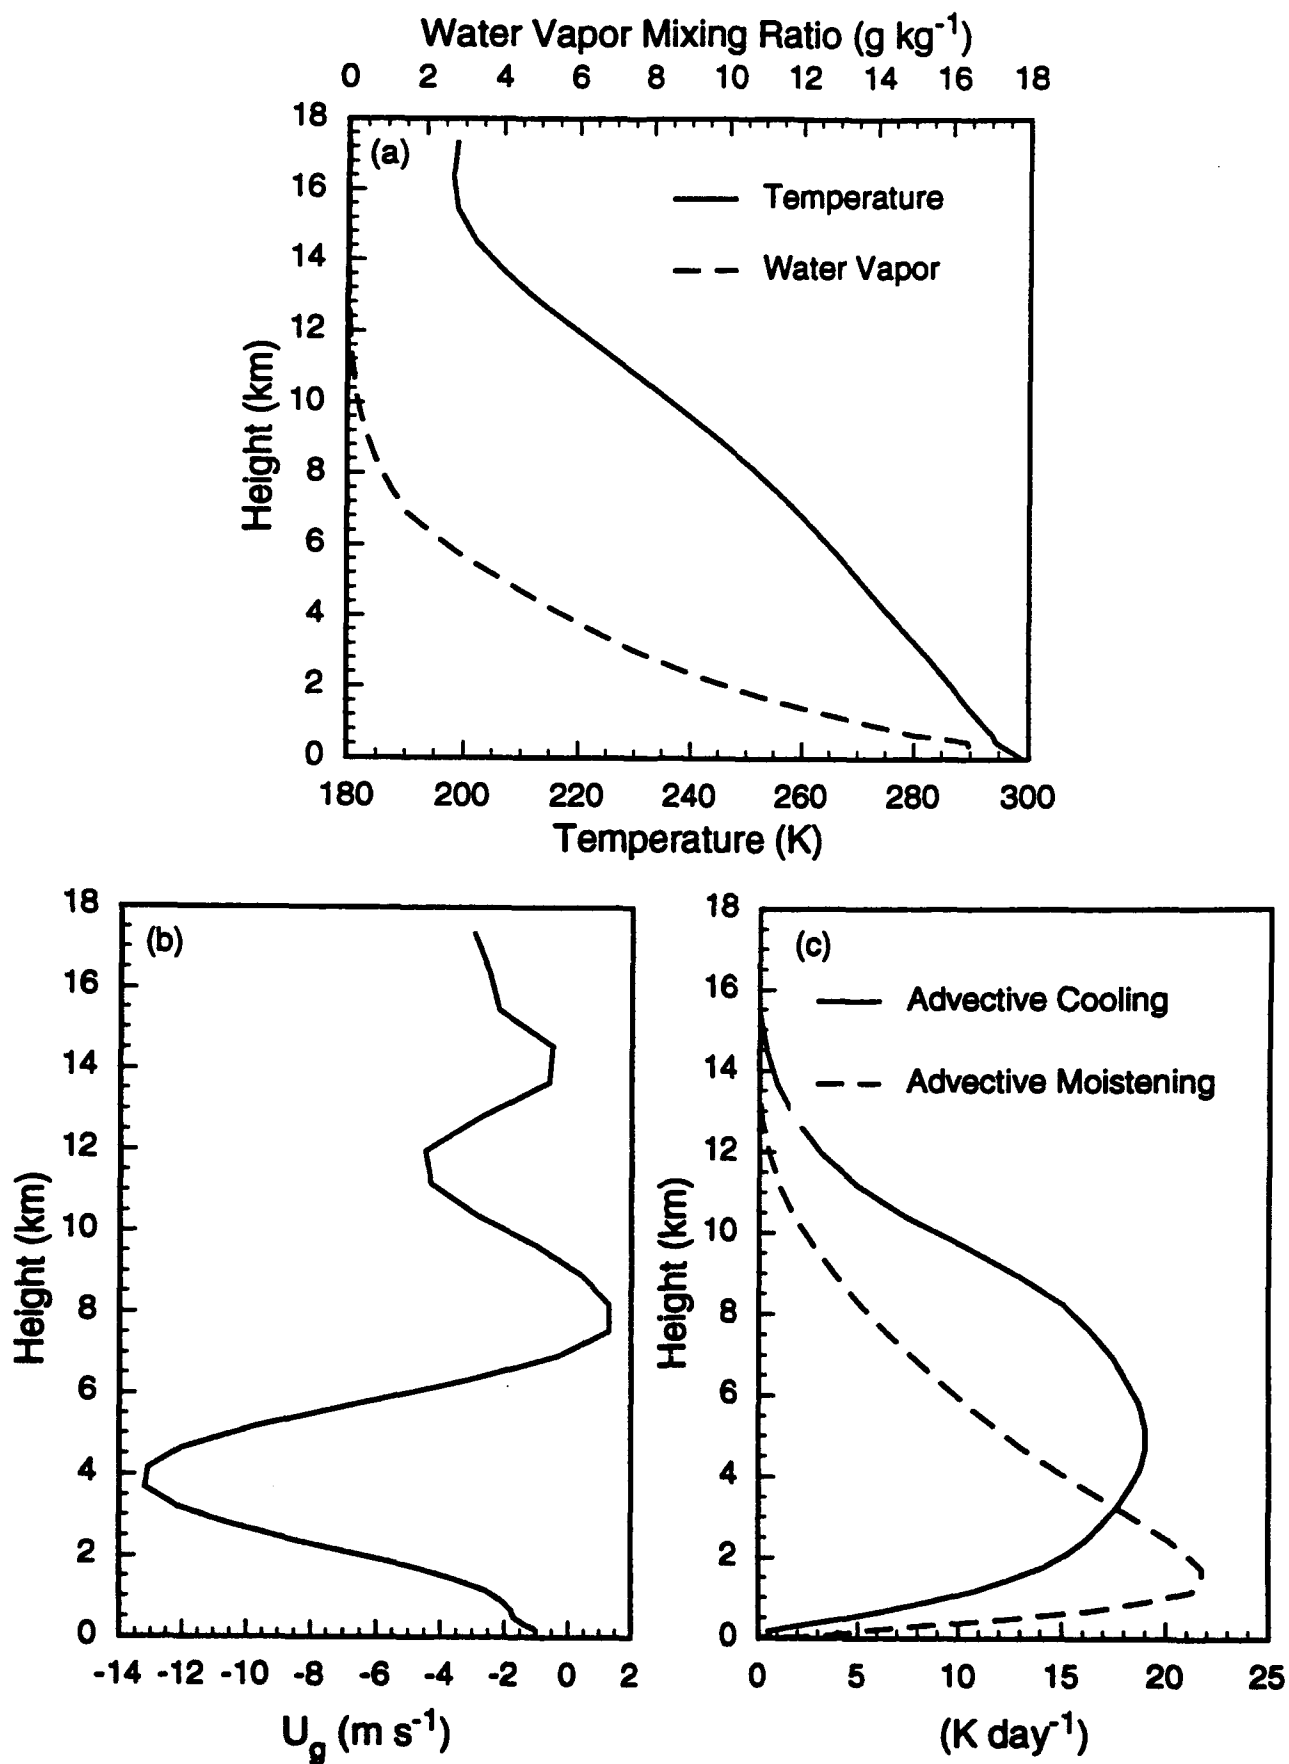 Water Vapor Mixing Ratio (g kg⁻¹)
0 2 4 6 8 10 12 14 16 18
18
(a)
16
Temperature
14
Water Vapor
12
10
Height (km)
8
6
4
2
0
180 200 220 240 260 280 300
Temperature (K)
18
(b)
16
14
12
10
Height (km)
8
6
4
2
0
-14 -12 -10 -8 -6 -4 -2 0 2
U_g (m s⁻¹)
18
(c)
16
Advective Cooling
14
Advective Moistening
12
10
Height (km)
8
6
4
2
0
0 5 10 15 20 25
(K day⁻¹)